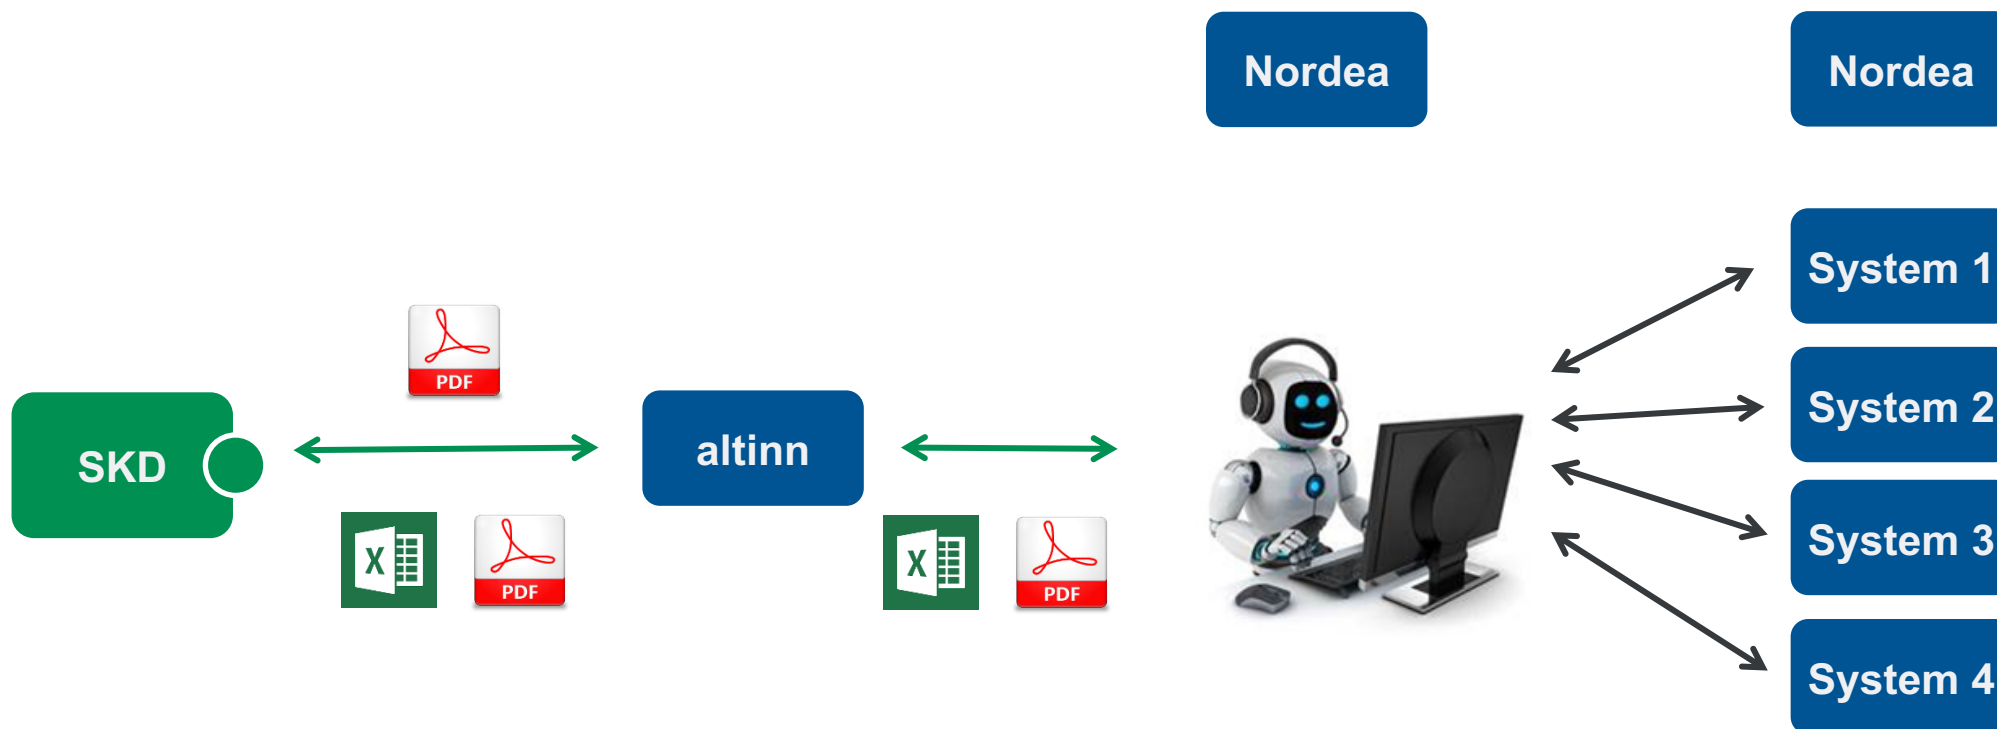 Nordea
Nordea
System 1
PDF
System 2
SKD
altinn
X
PDF
X
PDF
System 3
System 4